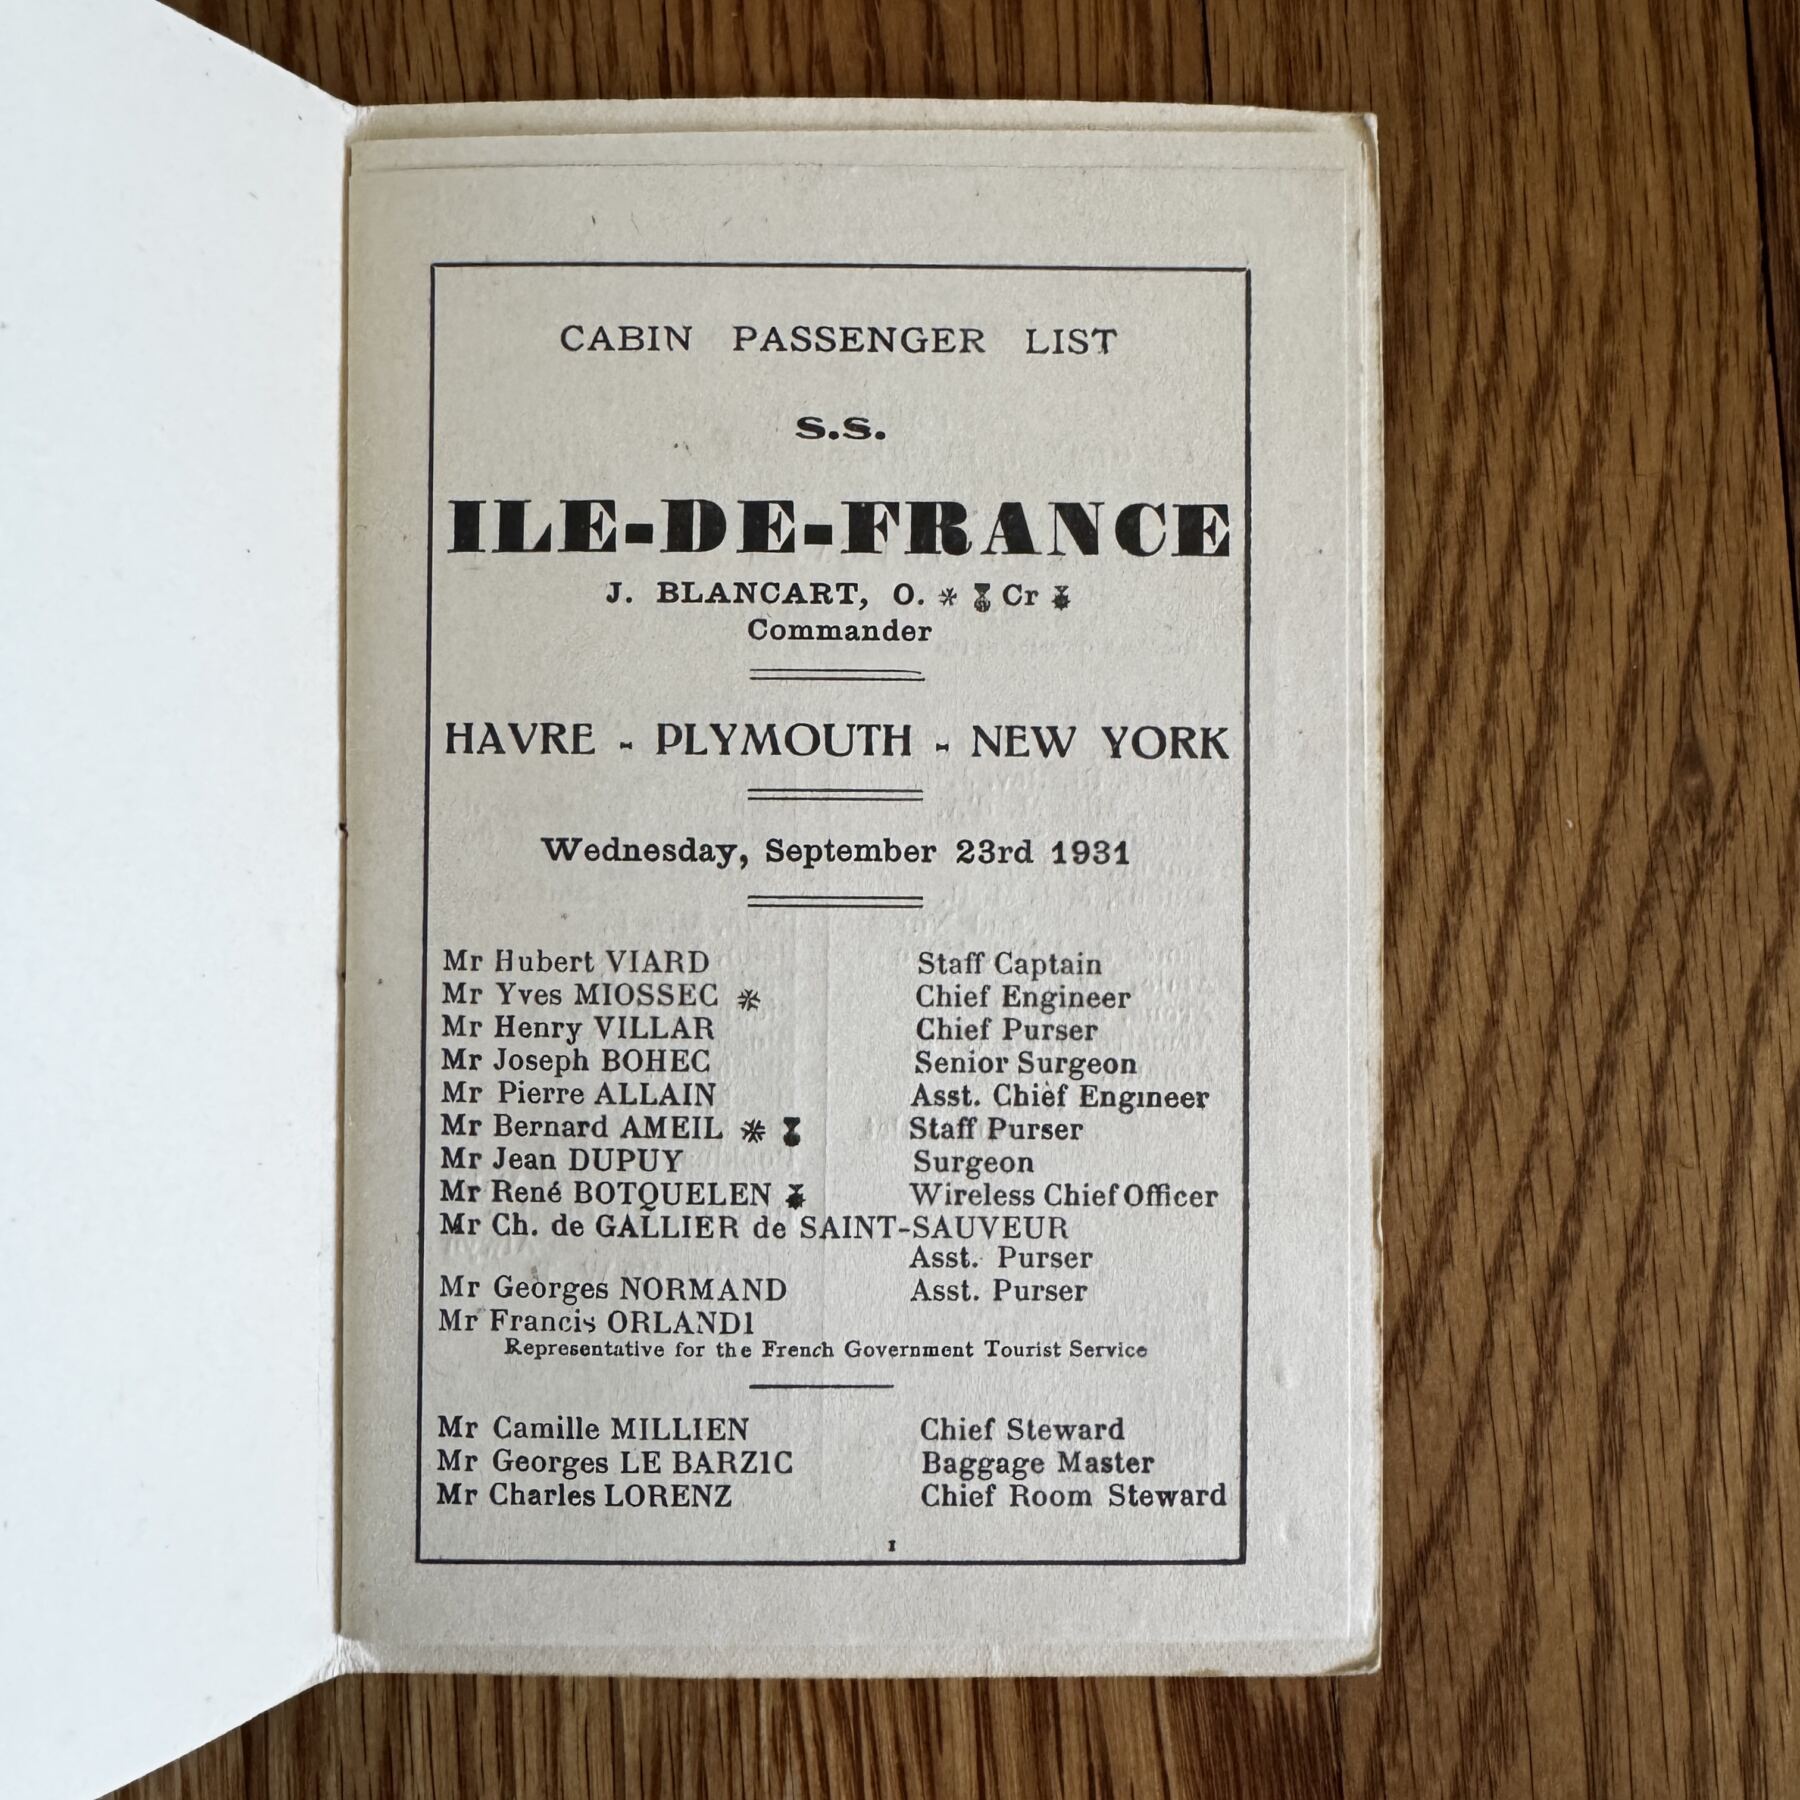 CABIN PASSENGER LIST
S.S.
ILE-DE-FRANCE
J. BLANCART, O. Cr
Commander
HAVRE - PLYMOUTH - NEW YORK
Wednesday, September 23rd 1931
Mr Hubert VIARD Staff Captain
Mr Yves MIOSSEC Chief Engineer
Mr Henry VILLAR Chief Purser
Mr Joseph BOHEC Senior Surgeon
Mr Pierre ALLAIN Asst. Chief Engineer
Mr Bernard AMEIL Staff Purser
Mr Jean DUPUY Surgeon
Mr René BOTQUELEN Wireless Chief Officer
Mr Ch. de GALLIER de SAINT-SAUVEUR
Asst. Purser
Mr Georges NORMAND Asst. Purser
Mr Francis ORLAND1
Representative for the French Government Tourist Service
Mr Camille MILLIEN Chief Steward
Mr Georges LE BARZ1C Baggage Master
Mr Charles LORENZ Chief Room Steward
1